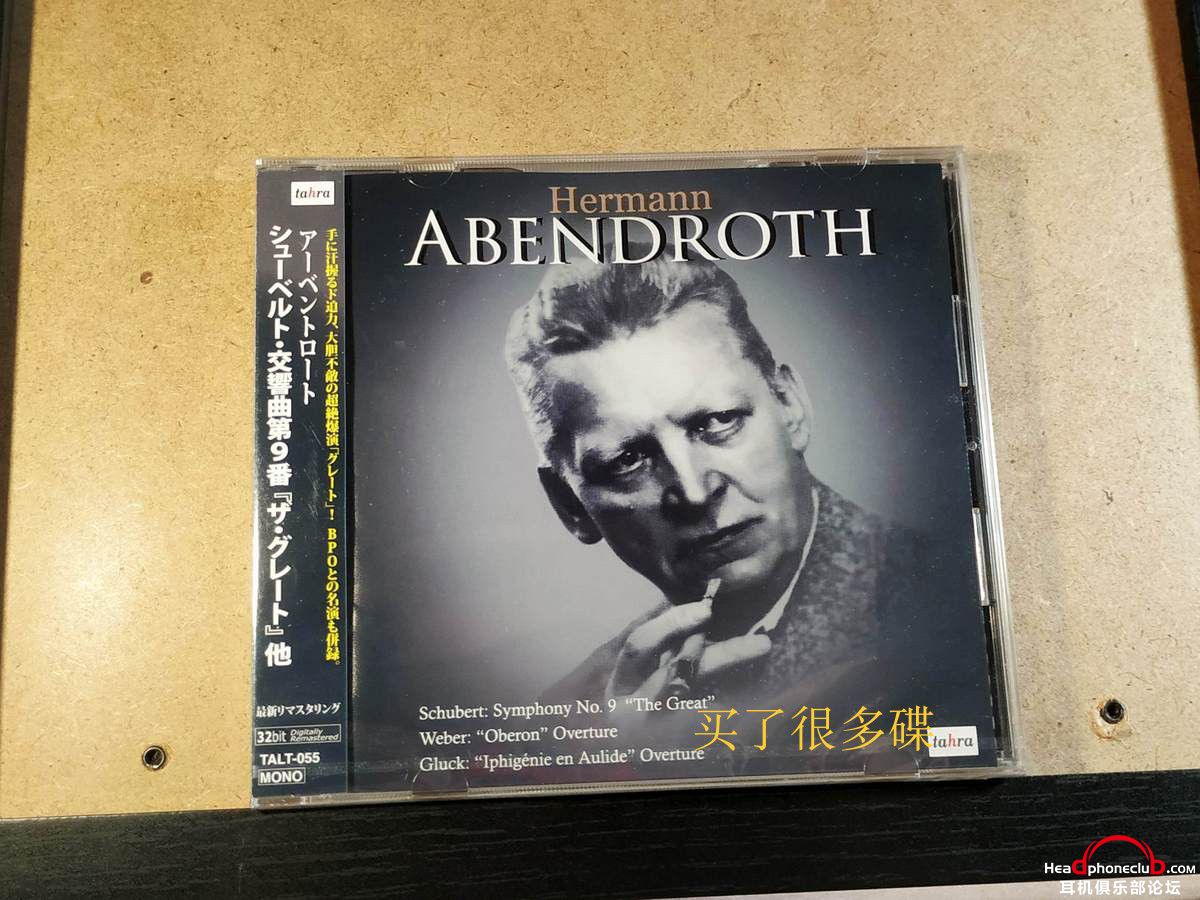 tahra
手に汗握るド迫力、大胆不敵の超絶爆演「グレート」！ BPOとの名演も併録。
アーベントロート
シューベルト・交響曲第9番『ザ・グレート』他
最新リマスタリング
32bit Digitally Remastered
TALT-055
MONO
Hermann
ABENDROTH
Schubert: Symphony No. 9 “The Great”
Weber: “Oberon” Overture
Gluck: “Iphigénie en Aulide” Overture
买了很多碟
tahra
HeadphoneclUb.com
耳机俱乐部论坛